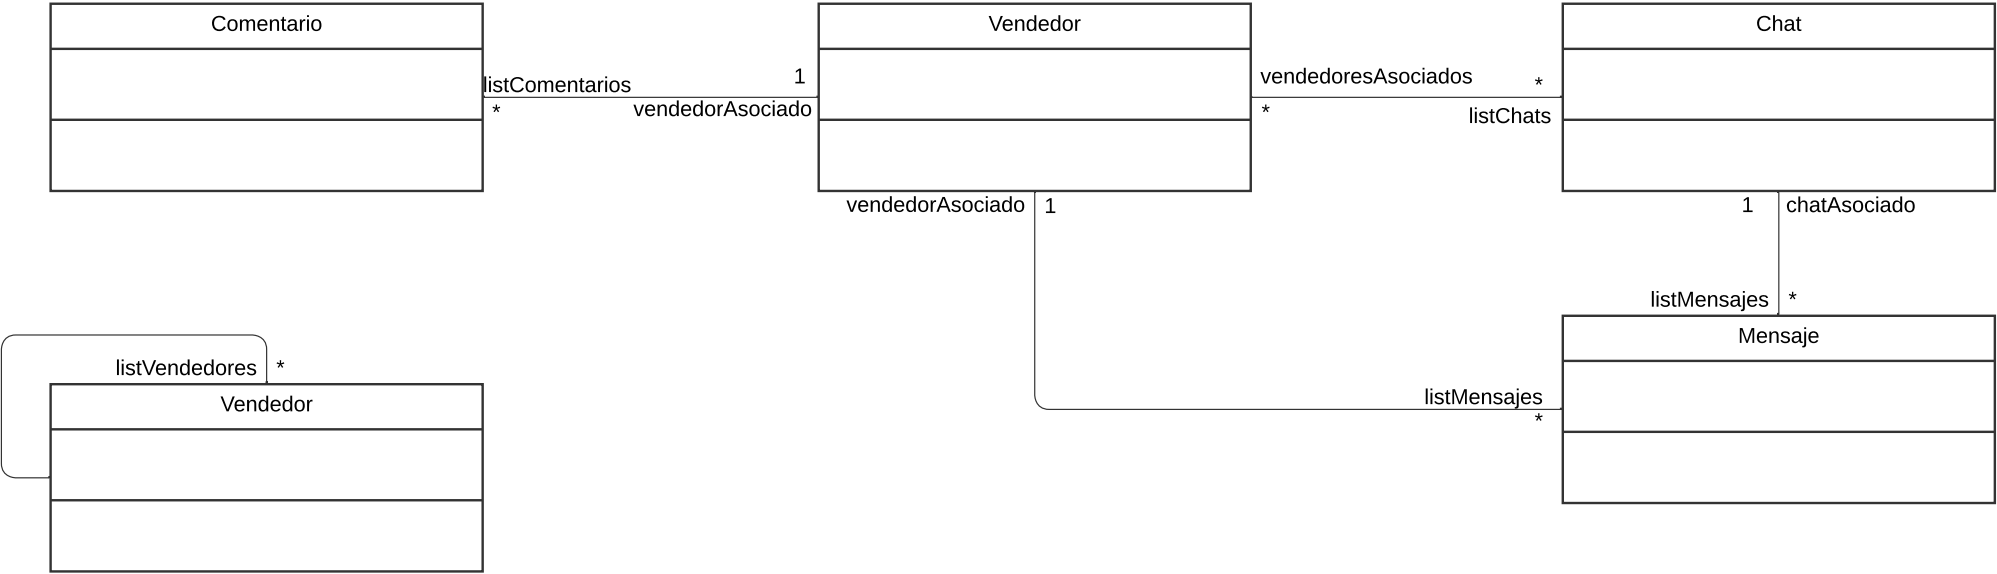 Comentario
Vendedor
Chat
listComentarios
1
*
vendedorAsociado
vendedoresAsociados
*
*
listChats
vendedorAsociado
1
1
chatAsociado
listMensajes
*
Mensaje
listVendedores
*
Vendedor
listMensajes
*